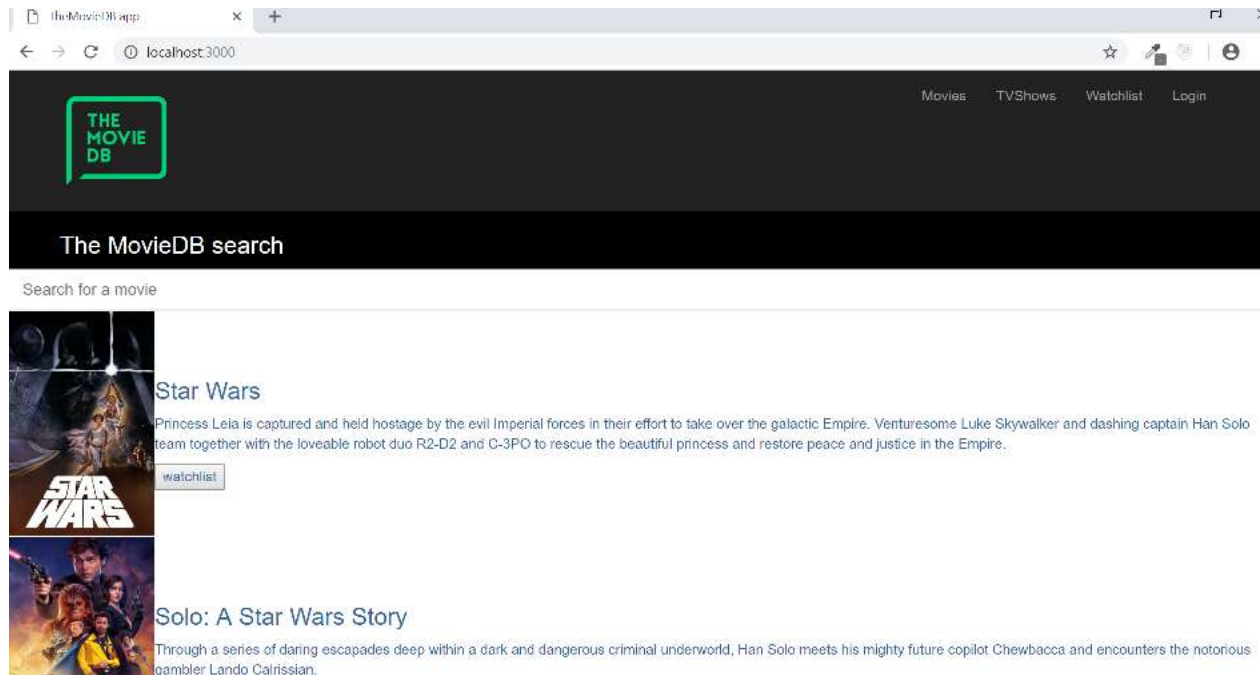 theMovieDB app
localhost:3000
Movies TVShows Watchlist Login
THE
MOVIE
DB
The MovieDB search
Search for a movie
Star Wars
Princess Leia is captured and held hostage by the evil Imperial forces in their effort to take over the galactic Empire. Venturesome Luke Skywalker and dashing captain Han Solo
team together with the loveable robot duo R2-D2 and C-3PO to rescue the beautiful princess and restore peace and justice in the Empire.
watchlist
STAR
WARS
Solo: A Star Wars Story
Through a series of daring escapades deep within a dark and dangerous criminal underworld, Han Solo meets his mighty future copilot Chewbacca and encounters the notorious
gambler Lando Calrissian.